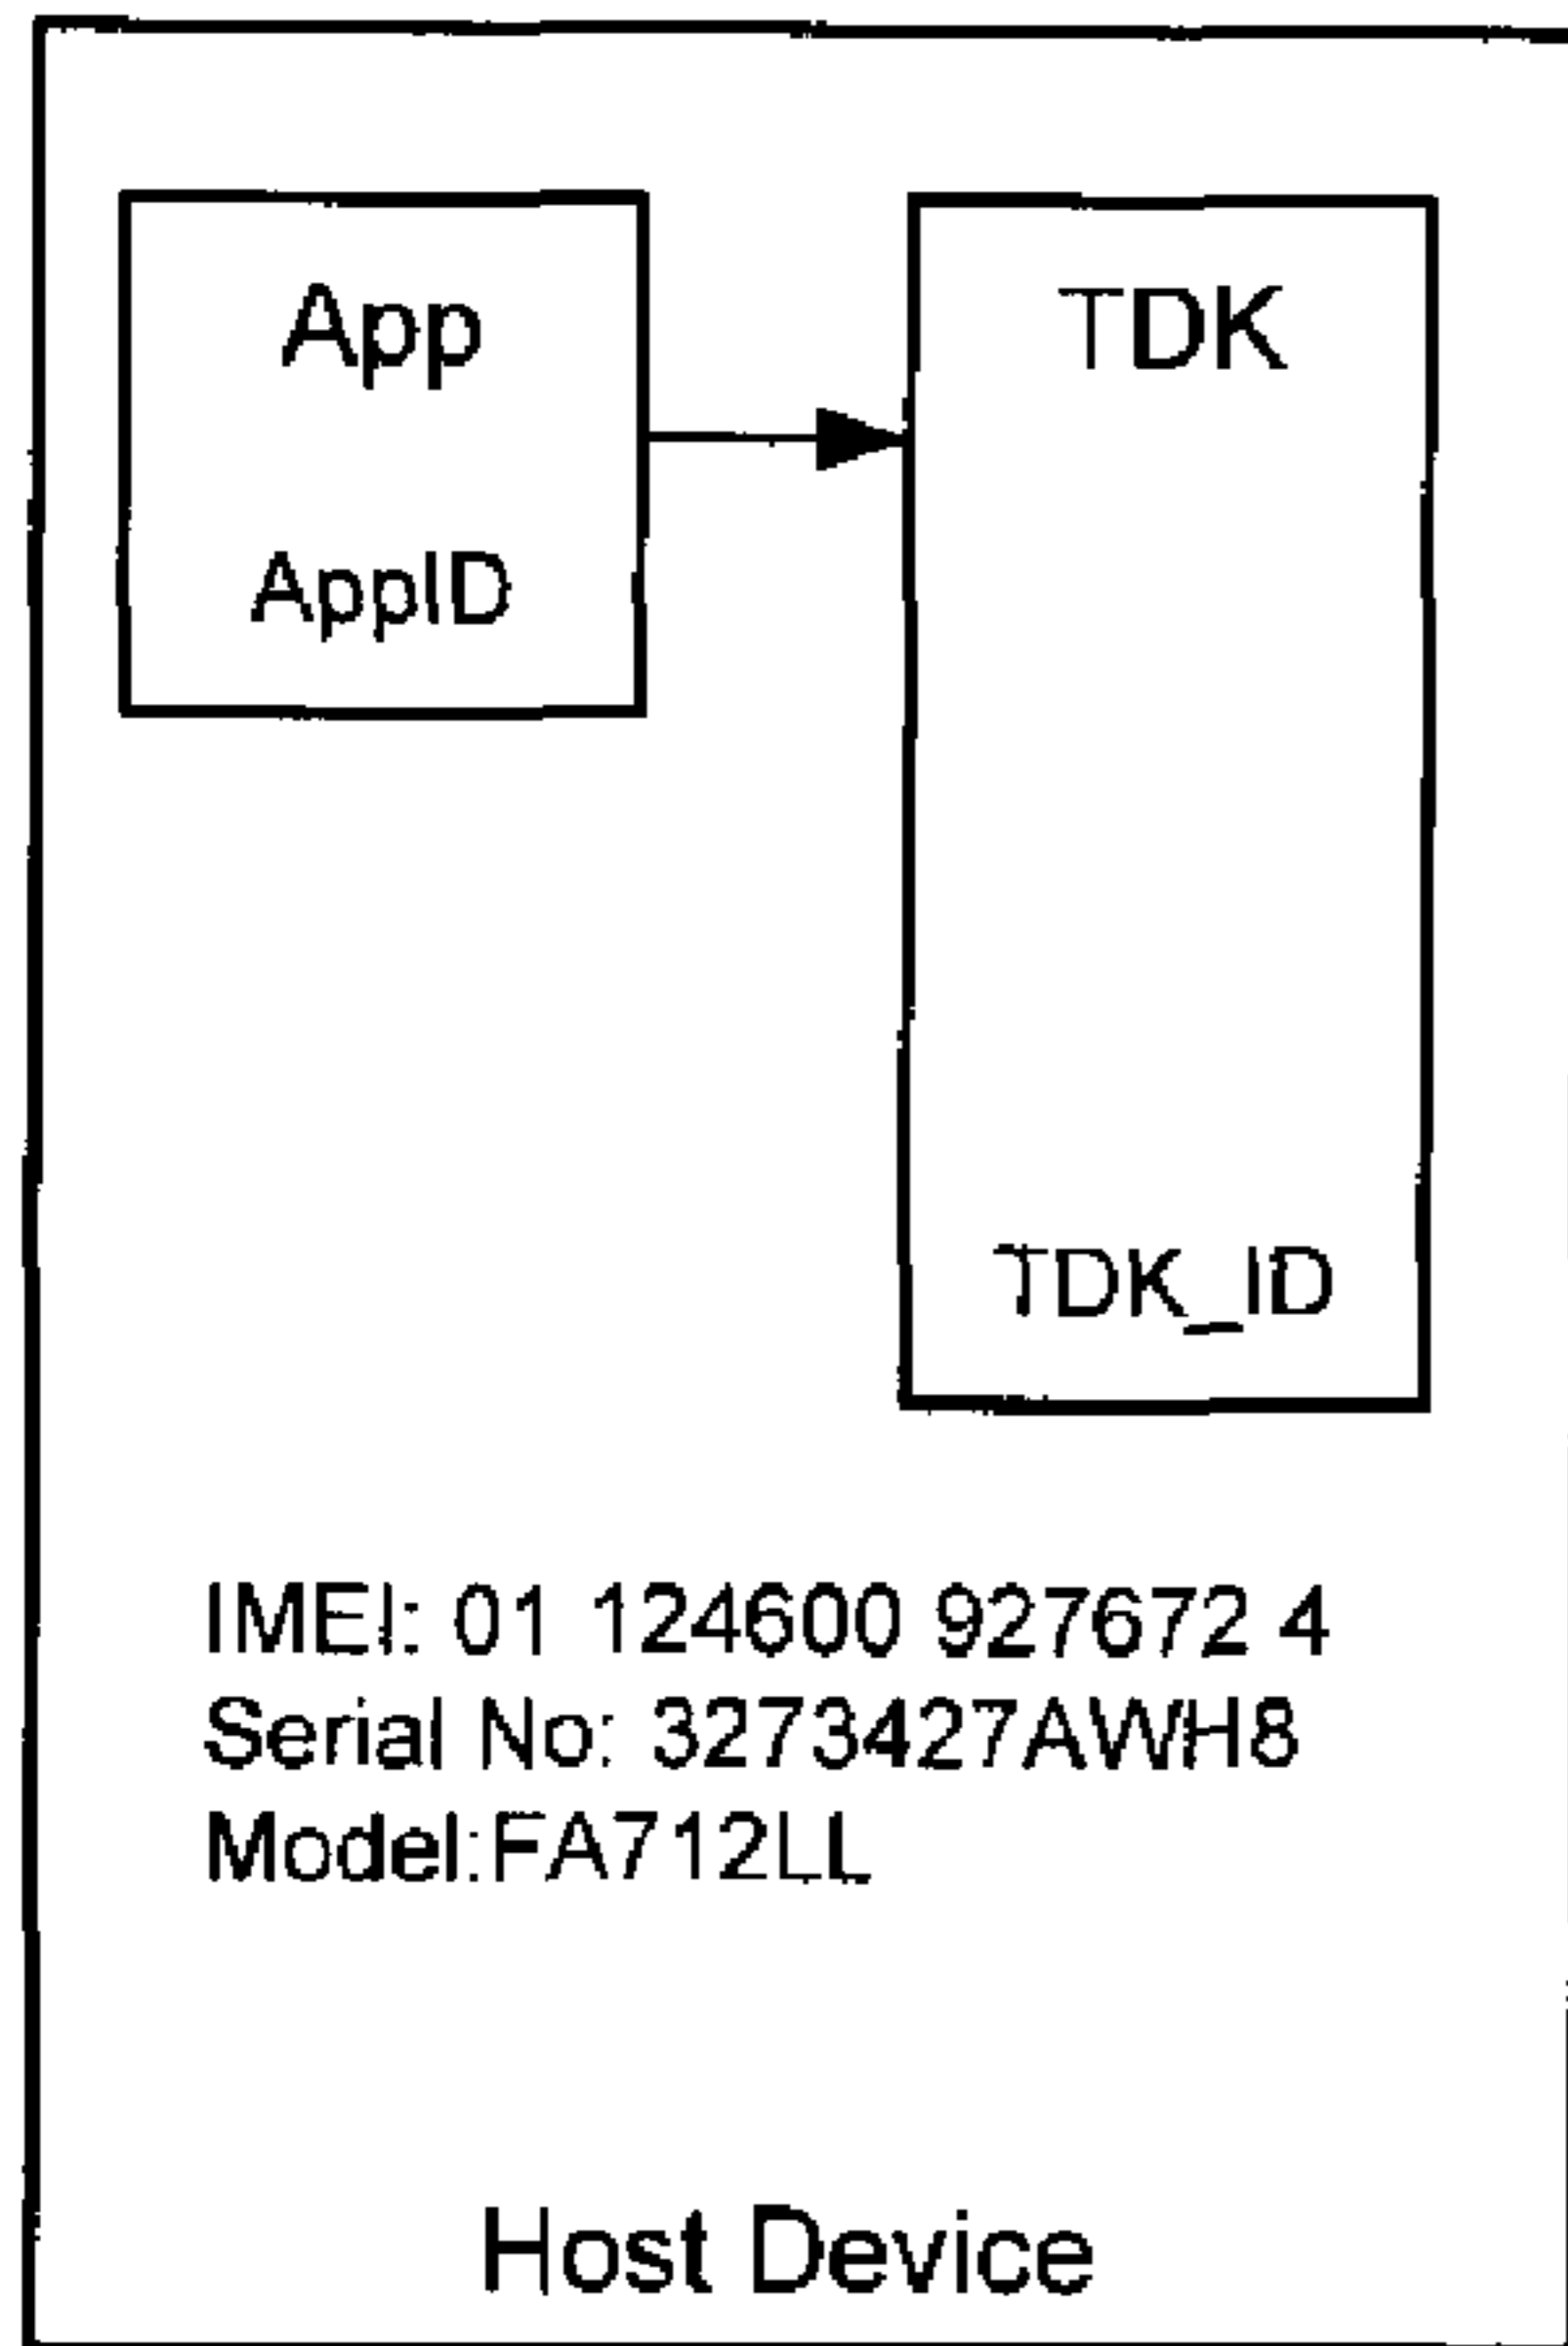 App
AppID
TDK
TDK_ID
IMEI: 01 124600 927672 4
Serial No: 3273427AWH8
Model:FA712LL
Host Device